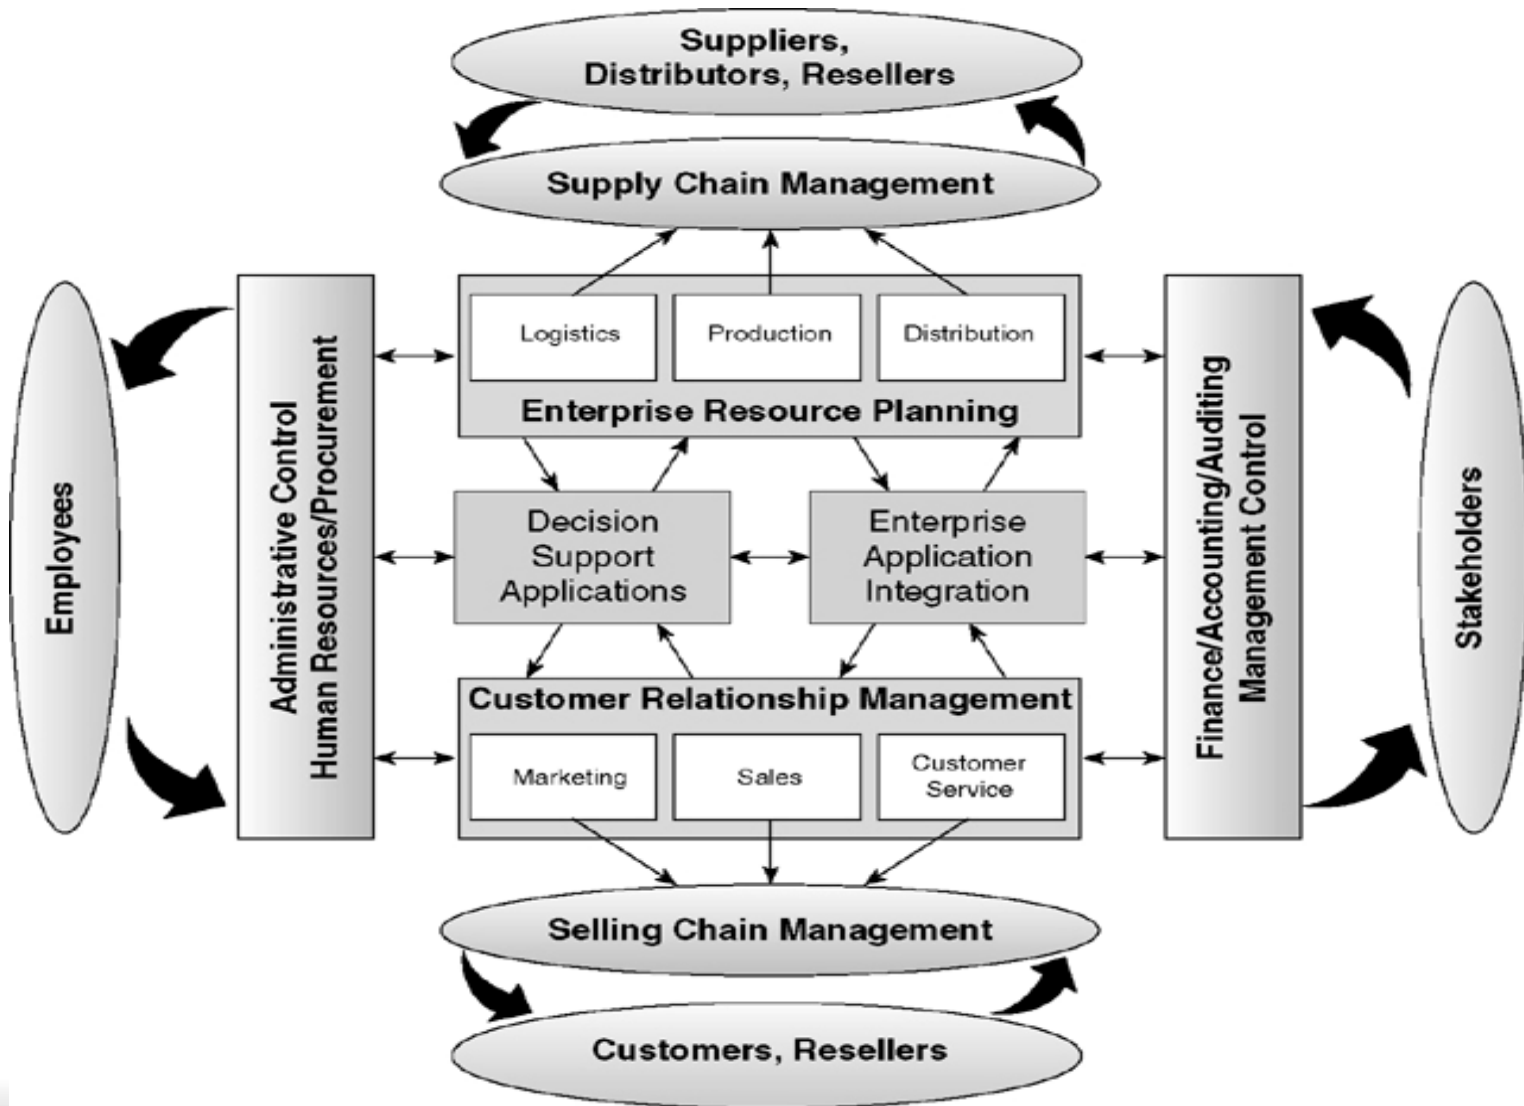 Suppliers,
Distributors, Resellers
Supply Chain Management
Logistics
Production
Distribution
Enterprise Resource Planning
Employees
Administrative Control
Human Resources/Procurement
Decision
Support
Applications
Enterprise
Application
Integration
Finance/Accounting/Auditing
Management Control
Stakeholders
Customer Relationship Management
Marketing
Sales
Customer
Service
Selling Chain Management
Customers, Resellers